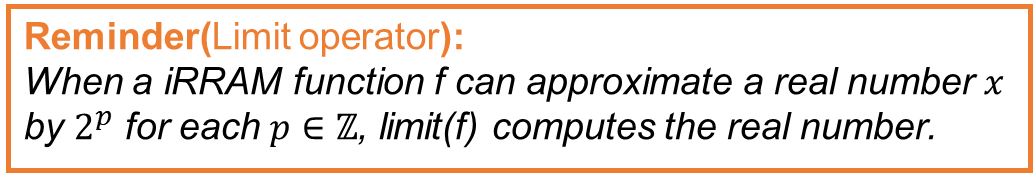 Reminder(Limit operator):
When a iRRAM function f can approximate a real number 𝑥
by 2^𝑝 for each 𝑝 ∈ ℤ, limit(f) computes the real number.